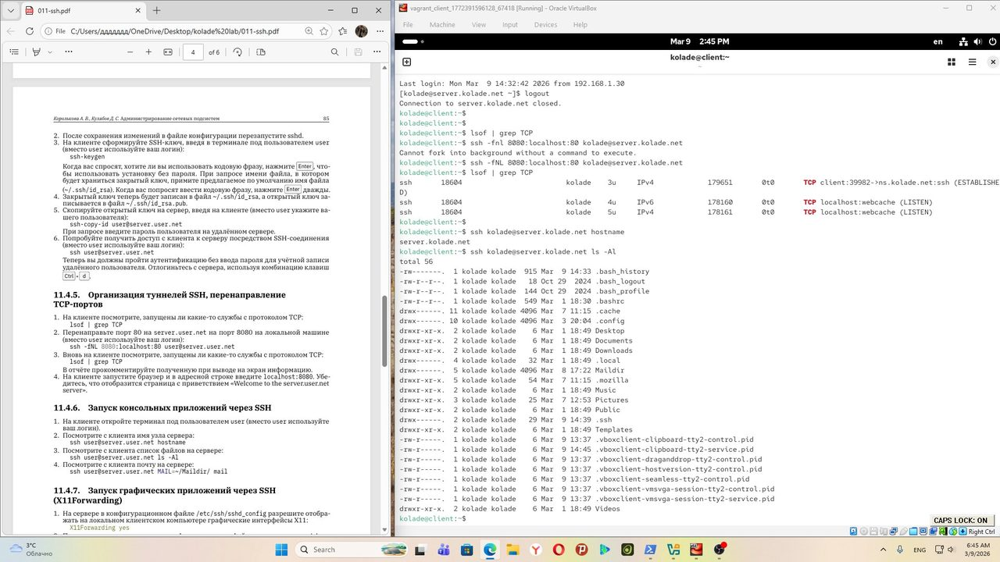 011-ssh.pdf
File
C:/Users/ддддддд/OneDrive/Desktop/kolade%20lab/011-ssh.pdf
4 of 6
Королькова А. В., Кулябов Д. С. Администрирование сетевых подсистем 85
2. После сохранения изменений в файле конфигурации перезапустите sshd.
3. На клиенте сформируйте SSH-ключ, введя в терминале под пользователем user
(вместо user используйте ваш логин):
ssh-keygen
Когда вас спросят, хотите ли вы использовать кодовую фразу, нажмите Enter, что-
бы использовать установку без пароля. При запросе имени файла, в котором
будет храниться закрытый ключ, примите предлагаемое по умолчанию имя файла
(~/.ssh/id_rsa). Когда вас попросят ввести кодовую фразу, нажмите Enter дважды.
4. Закрытый ключ теперь будет записан в файл ~/.ssh/id_rsa, а открытый ключ за-
писывается в файл ~/.ssh/id_rsa.pub.
5. Скопируйте открытый ключ на сервер, введя на клиенте (вместо user укажите ва-
шего пользователя):
ssh-copy-id user@server.user.net
При запросе введите пароль пользователя на удалённом сервере.
6. Попробуйте получить доступ с клиента к серверу посредством SSH-соединения
(вместо user используйте ваш логин):
ssh user@server.user.net
Теперь вы должны пройти аутентификацию без ввода пароля для учётной записи
удалённого пользователя. Отлогиньтесь с сервера, используя комбинацию клавиш
Ctrl + d .
11.4.5. Организация туннелей SSH, перенаправление
TCP-портов
1. На клиенте посмотрите, запущены ли какие-то службы с протоколом TCP:
lsof | grep TCP
2. Перенаправьте порт 80 на server.user.net на порт 8080 на локальной машине
(вместо user используйте ваш логин):
ssh -fNL 8080:localhost:80 user@server.user.net
3. Вновь на клиенте посмотрите, запущены ли какие-то службы с протоколом TCP:
lsof | grep TCP
В отчёте прокомментируйте полученную при выводе на экран информацию.
4. На клиенте запустите браузер и в адресной строке введите localhost:8080. Убе-
дитесь, что отобразится страница с приветствием «Welcome to the server.user.net
server».
11.4.6. Запуск консольных приложений через SSH
1. На клиенте откройте терминал под пользователем user (вместо user используйте
ваш логин).
2. Посмотрите с клиента имя узла сервера:
ssh user@server.user.net hostname
3. Посмотрите с клиента список файлов на сервере:
ssh user@server.user.net ls -Al
4. Посмотрите с клиента почту на сервере:
ssh user@server.user.net MAIL=~/Maildir/ mail
11.4.7. Запуск графических приложений через SSH
(X11Forwarding)
1. На сервере в конфигурационном файле /etc/ssh/sshd_config разрешите отобра-
жать на локальном клиентском компьютере графические интерфейсы X11:
X11Forwarding yes
vagrant_client_1772391596128_67418 [Running] - Oracle VirtualBox
File Machine View Input Devices Help
Mar 9 2:45 PM
en
kolade@client:~
~
Last login: Mon Mar  9 14:32:42 2026 from 192.168.1.30
[kolade@server.kolade.net ~]$ logout
Connection to server.kolade.net closed.
kolade@client:~$
kolade@client:~$
kolade@client:~$ lsof | grep TCP
kolade@client:~$ ssh -fnl 8080:localhost:80 kolade@server.kolade.net
Cannot fork into background without a command to execute.
kolade@client:~$ ssh -fNL 8080:localhost:80 kolade@server.kolade.net
kolade@client:~$ lsof | grep TCP
ssh 18604 kolade 3u IPv4 179651 0t0 TCP client:39982->ns.kolade.net:ssh (ESTABLISHE
D)
ssh 18604 kolade 4u IPv6 178160 0t0 TCP localhost:webcache (LISTEN)
ssh 18604 kolade 5u IPv4 178161 0t0 TCP localhost:webcache (LISTEN)
kolade@client:~$
kolade@client:~$ ssh kolade@server.kolade.net hostname
server.kolade.net
kolade@client:~$ ssh kolade@server.kolade.net ls -Al
total 56
-rw-------. 1 kolade kolade 915 Mar 9 14:33 .bash_history
-rw-r--r--. 1 kolade kolade 18 Oct 29 2024 .bash_logout
-rw-r--r--. 1 kolade kolade 144 Oct 29 2024 .bash_profile
-rw-r--r--. 1 kolade kolade 549 Mar 1 18:30 .bashrc
drwx------. 11 kolade kolade 4096 Mar 7 11:15 .cache
drwx------. 10 kolade kolade 4096 Mar 3 20:04 .config
drwxr-xr-x. 2 kolade kolade 6 Mar 1 18:49 Desktop
drwxr-xr-x. 2 kolade kolade 6 Mar 1 18:49 Documents
drwxr-xr-x. 2 kolade kolade 6 Mar 1 18:49 Downloads
drwx------. 4 kolade kolade 32 Mar 1 18:49 .local
drwx------. 5 kolade kolade 4096 Mar 8 17:22 Maildir
drwxr-xr-x. 5 kolade kolade 54 Mar 7 11:15 .mozilla
drwxr-xr-x. 2 kolade kolade 6 Mar 1 18:49 Music
drwxr-xr-x. 3 kolade kolade 25 Mar 7 12:53 Pictures
drwxr-xr-x. 2 kolade kolade 6 Mar 1 18:49 Public
drwx------. 2 kolade kolade 29 Mar 9 14:39 .ssh
drwxr-xr-x. 2 kolade kolade 6 Mar 1 18:49 Templates
-rw-r-----. 1 kolade kolade 6 Mar 9 13:37 .vboxclient-clipboard-tty2-control.pid
-rw-r-----. 1 kolade kolade 6 Mar 9 14:45 .vboxclient-clipboard-tty2-service.pid
-rw-r-----. 1 kolade kolade 6 Mar 9 13:37 .vboxclient-draganddrop-tty2-control.pid
-rw-r-----. 1 kolade kolade 6 Mar 9 13:37 .vboxclient-hostversion-tty2-control.pid
-rw-r-----. 1 kolade kolade 6 Mar 9 13:37 .vboxclient-seamless-tty2-control.pid
-rw-r-----. 1 kolade kolade 6 Mar 9 13:37 .vboxclient-vmsvga-session-tty2-control.pid
-rw-r-----. 1 kolade kolade 6 Mar 9 13:37 .vboxclient-vmsvga-session-tty2-service.pid
drwxr-xr-x. 2 kolade kolade 6 Mar 1 18:49 Videos
kolade@client:~$
CAPS LOCK: ON
Right Ctrl
3°C
Облачно
Search
ENG
6:45 AM
3/9/2026